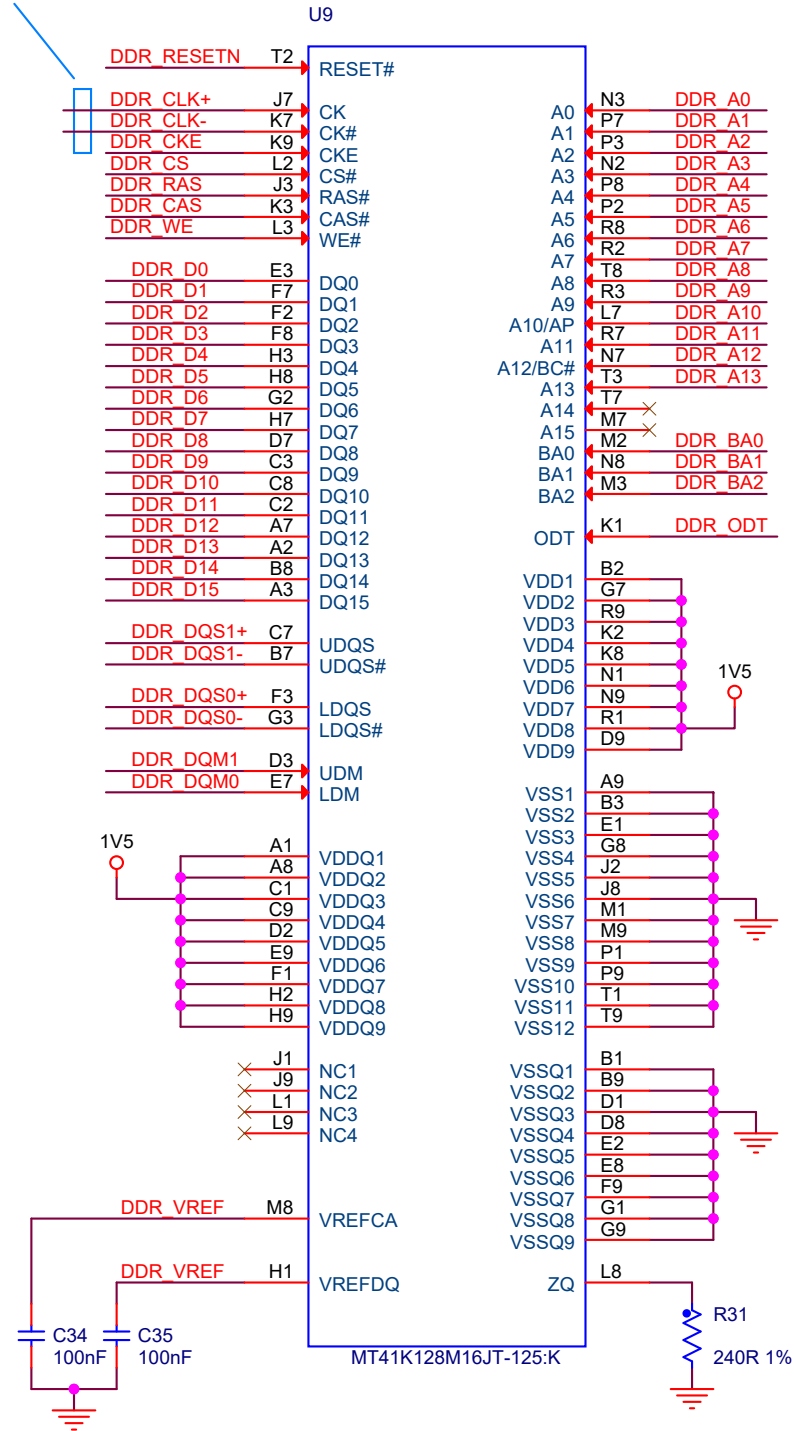 U9
DDR_RESETN T2 RESET#
DDR_CLK+ J7 CK
DDR_CLK- K7 CK#
DDR_CKE K9 CKE
DDR_CS L2 CS#
DDR_RAS J3 RAS#
DDR_CAS K3 CAS#
DDR_WE L3 WE#
DDR_D0 E3 DQ0
DDR_D1 F7 DQ1
DDR_D2 F2 DQ2
DDR_D3 F8 DQ3
DDR_D4 H3 DQ4
DDR_D5 H8 DQ5
DDR_D6 G2 DQ6
DDR_D7 H7 DQ7
DDR_D8 D7 DQ8
DDR_D9 C3 DQ9
DDR_D10 C8 DQ10
DDR_D11 C2 DQ11
DDR_D12 A7 DQ12
DDR_D13 A2 DQ13
DDR_D14 B8 DQ14
DDR_D15 A3 DQ15
DDR_DQS1+ C7 UDQS
DDR_DQS1- B7 UDQS#
DDR_DQS0+ F3 LDQS
DDR_DQS0- G3 LDQS#
DDR_DQM1 D3 UDM
DDR_DQM0 E7 LDM
1V5
A1 VDDQ1
A8 VDDQ2
C1 VDDQ3
C9 VDDQ4
D2 VDDQ5
E9 VDDQ6
F1 VDDQ7
H2 VDDQ8
H9 VDDQ9
J1 NC1
J9 NC2
L1 NC3
L9 NC4
DDR_VREF M8 VREFCA
DDR_VREF H1 VREFDQ
C34
100nF
C35
100nF
A0 N3 DDR_A0
A1 P7 DDR_A1
A2 P3 DDR_A2
A3 N2 DDR_A3
A4 P8 DDR_A4
A5 P2 DDR_A5
A6 R8 DDR_A6
A7 R2 DDR_A7
A8 T8 DDR_A8
A9 R3 DDR_A9
A10/AP L7 DDR_A10
A11 R7 DDR_A11
A12/BC# N7 DDR_A12
A13 T3 DDR_A13
A14 T7
A15 M7
BA0 M2 DDR_BA0
BA1 N8 DDR_BA1
BA2 M3 DDR_BA2
ODT K1 DDR_ODT
VDD1 B2
VDD2 G7
VDD3 R9
VDD4 K2
VDD5 K8
VDD6 N1
VDD7 N9
VDD8 R1
VDD9 D9
1V5
VSS1 A9
VSS2 B3
VSS3 E1
VSS4 G8
VSS5 J2
VSS6 J8
VSS7 M1
VSS8 M9
VSS9 P1
VSS10 P9
VSS11 T1
VSS12 T9
VSSQ1 B1
VSSQ2 B9
VSSQ3 D1
VSSQ4 D8
VSSQ5 E2
VSSQ6 E8
VSSQ7 F9
VSSQ8 G1
VSSQ9 G9
ZQ L8
R31
240R 1%
MT41K128M16JT-125:K